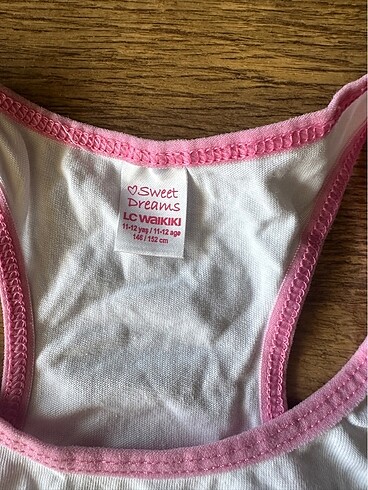 ♡Sweet
Dreams
LC WAIKIKI
11-12 yaş / 11-12 age
146 / 152 cm